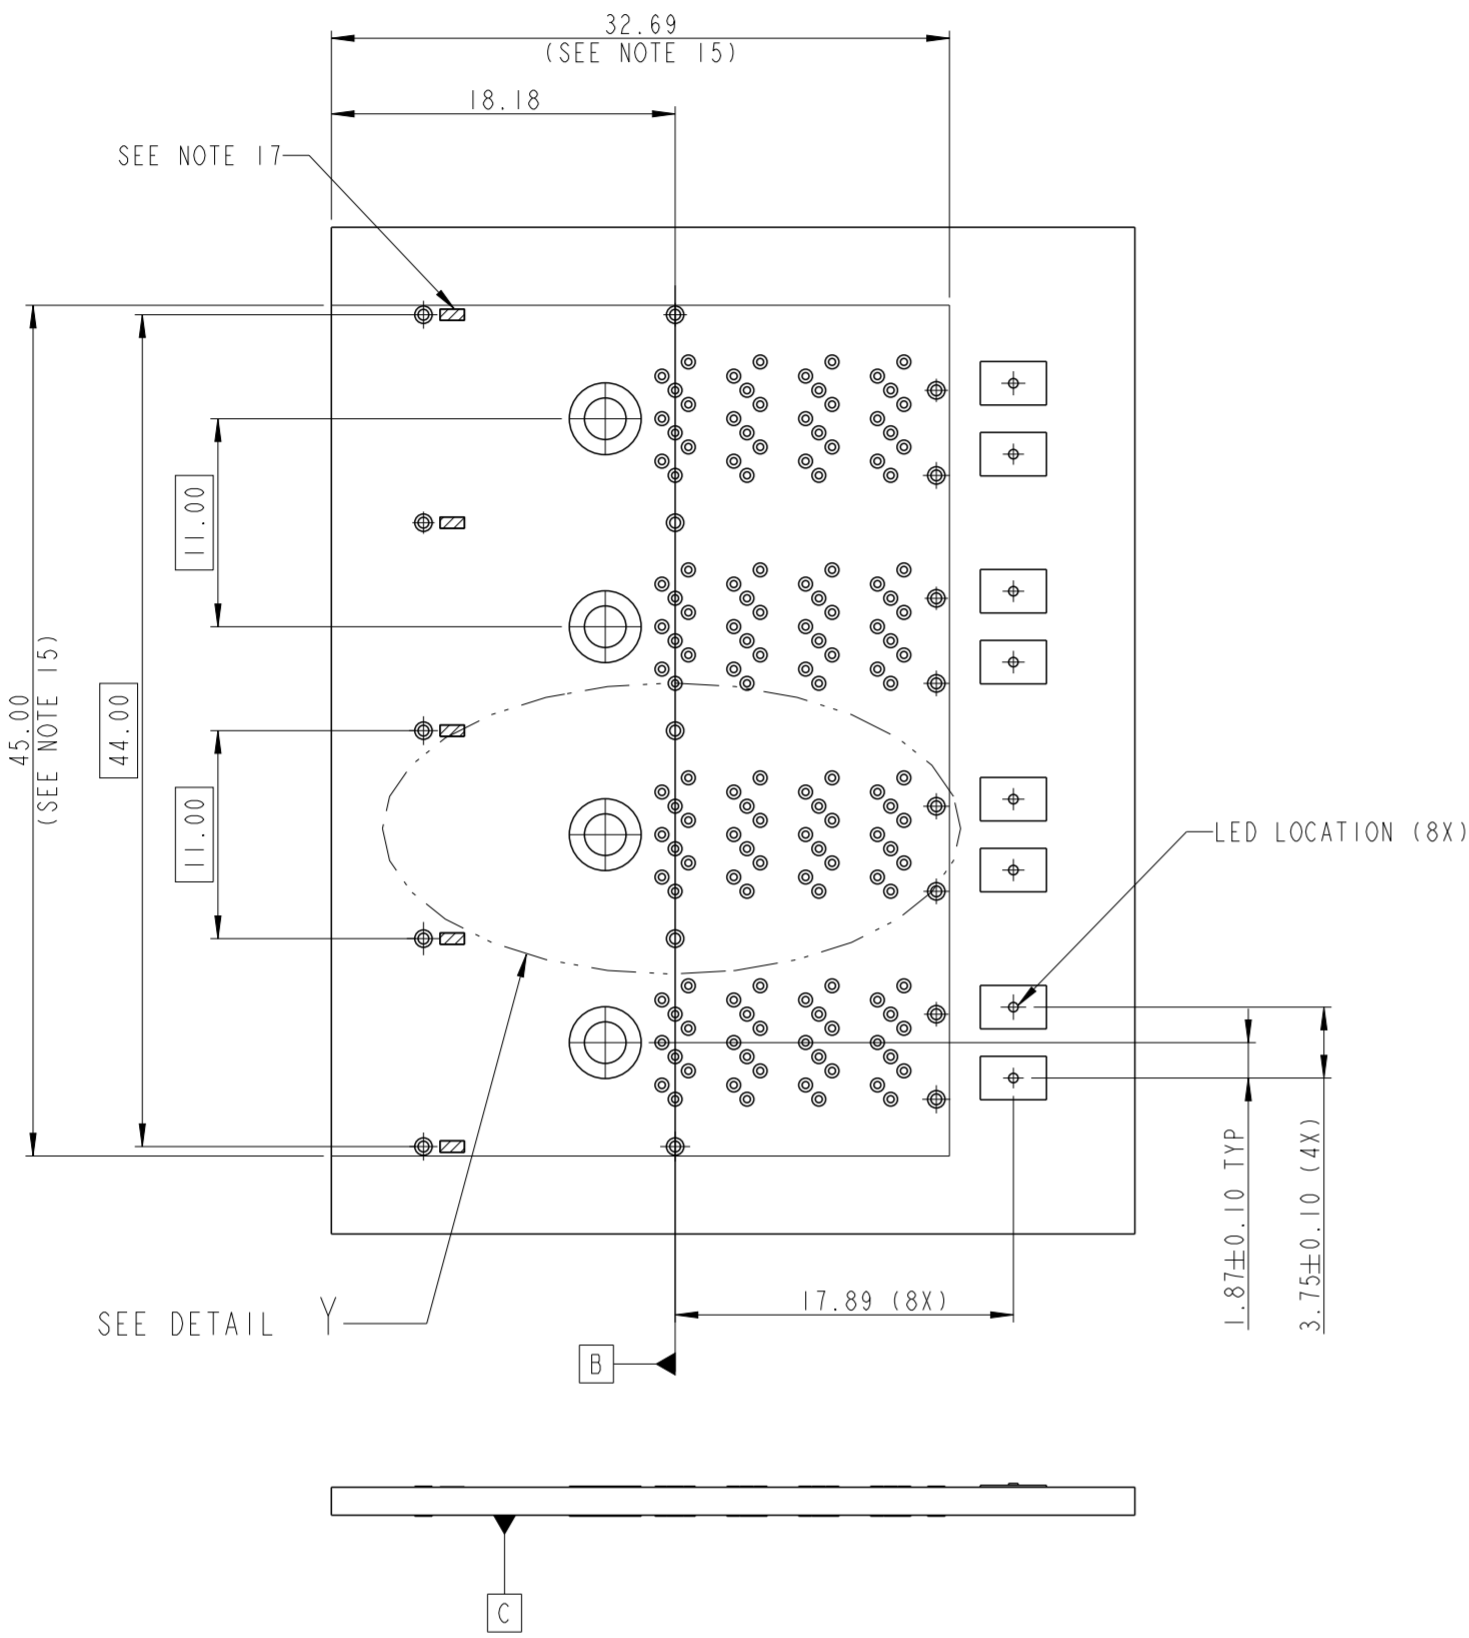 32.69
(SEE NOTE 15)
18.18
SEE NOTE 17
11.00
45.00
(SEE NOTE 15)
44.00
11.00
LED LOCATION (8X)
1.87±0.10 TYP
3.75±0.10 (4X)
17.89 (8X)
SEE DETAIL Y
B
C